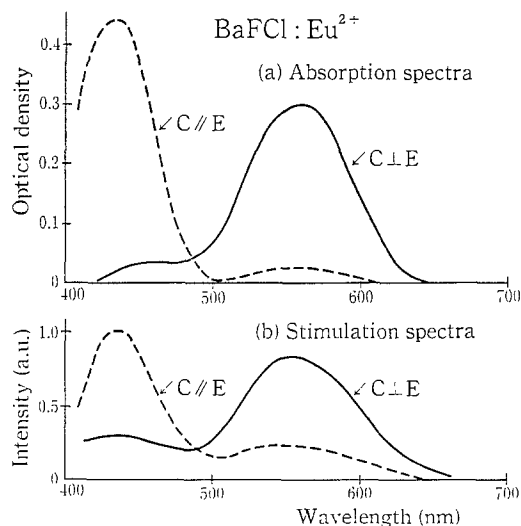 BaFCl : Eu²⁺
(a) Absorption spectra
Optical density
0.4
0.3
0.2
0.1
0
C∥E
C⊥E
400
500
600
700
(b) Stimulation spectra
Intensity (a.u.)
1.0
0.5
0
C∥E
C⊥E
400
500
600
700
Wavelength (nm)